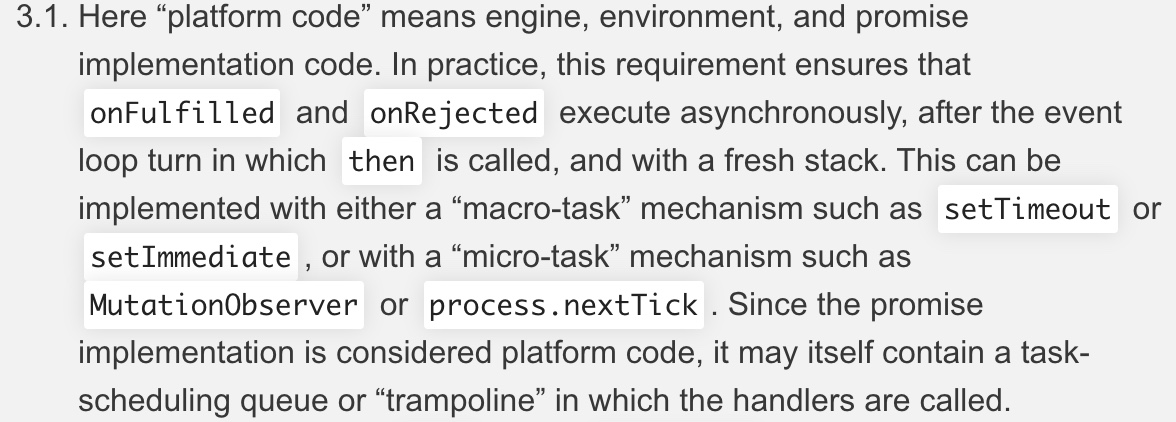 3.1. Here “platform code” means engine, environment, and promise
implementation code. In practice, this requirement ensures that
onFulfilled and onRejected execute asynchronously, after the event
loop turn in which then is called, and with a fresh stack. This can be
implemented with either a “macro-task” mechanism such as setTimeout or
setImmediate , or with a “micro-task” mechanism such as
MutationObserver or process.nextTick . Since the promise
implementation is considered platform code, it may itself contain a task-
scheduling queue or “trampoline” in which the handlers are called.